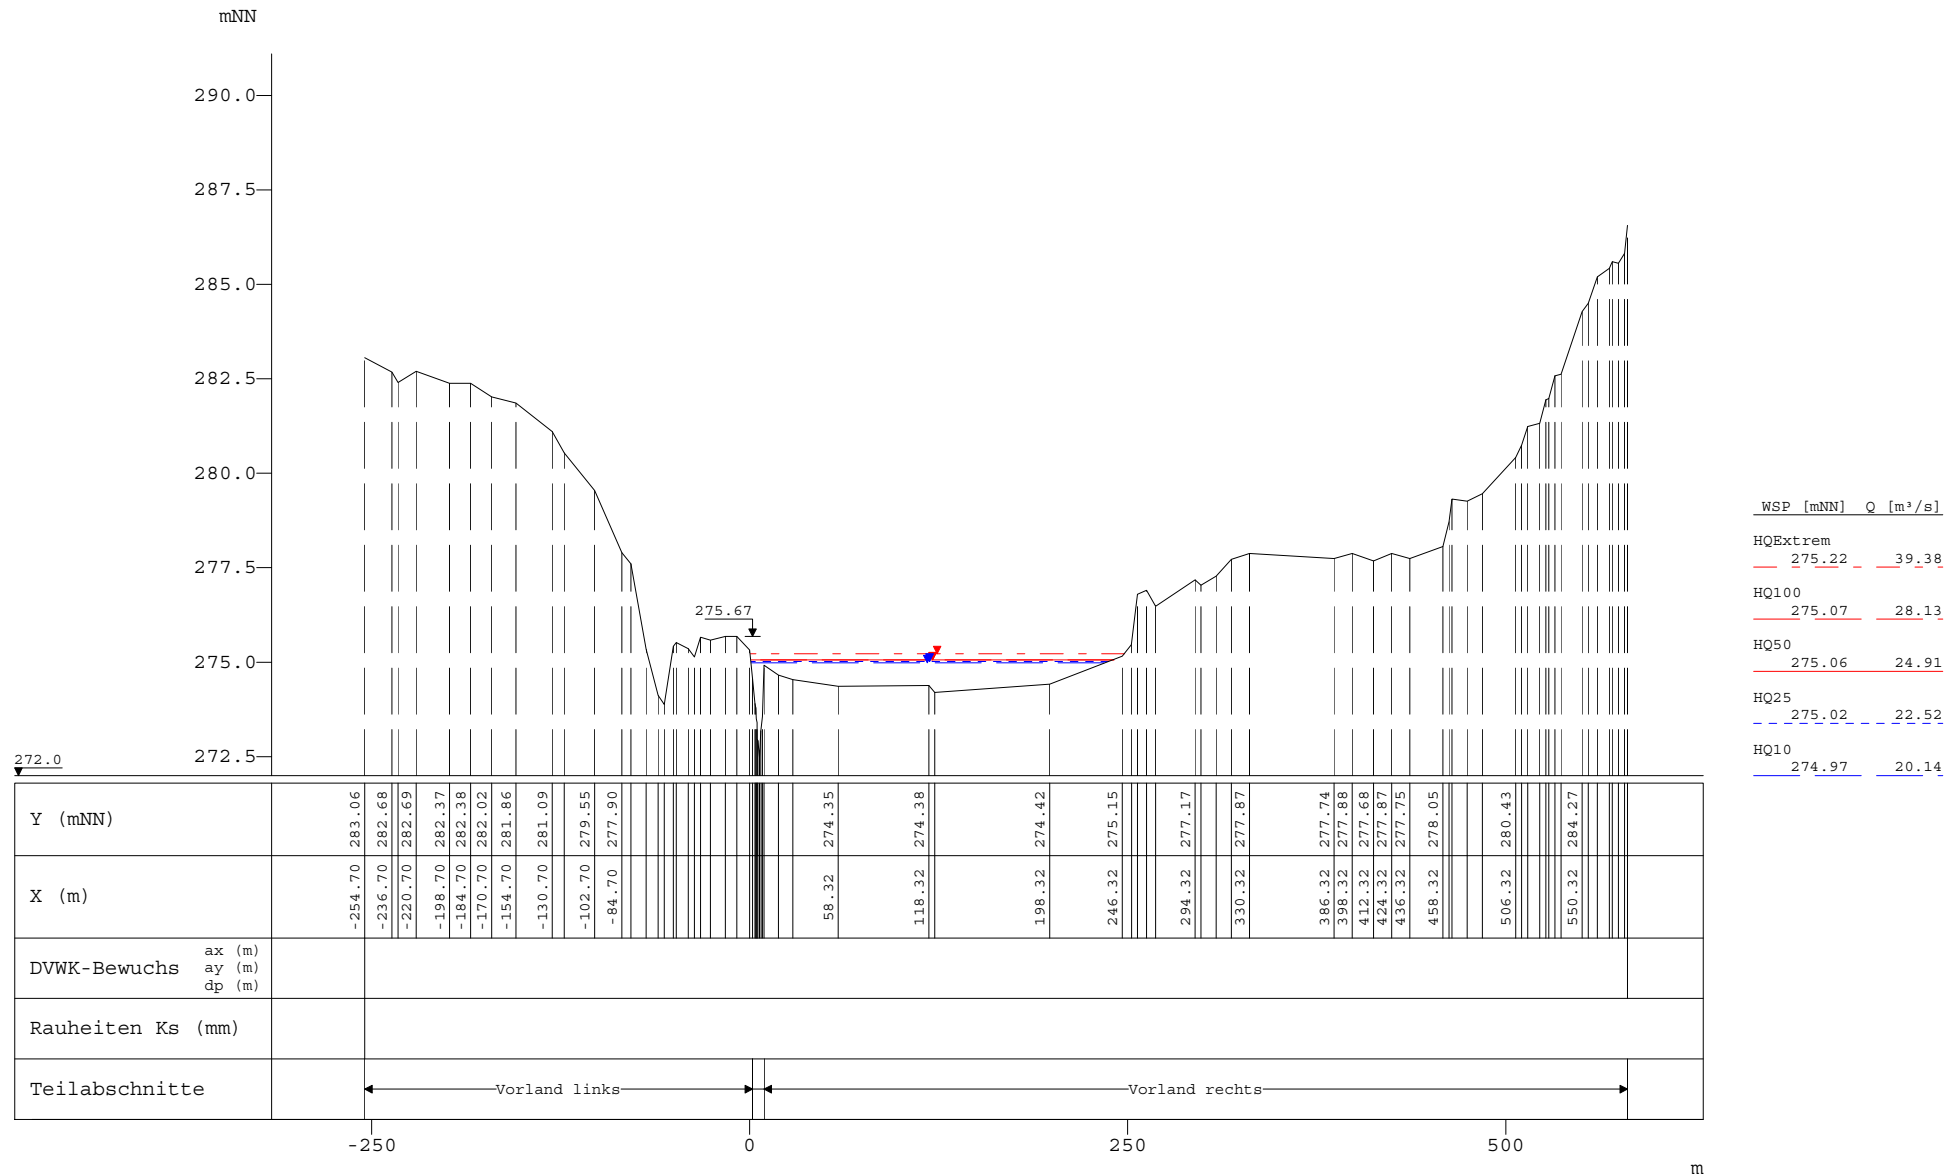 mNN
290.0
287.5
285.0
282.5
280.0
277.5
275.0
272.5
275.67
272.0
WSP [mNN] Q [m³/s]
HQExtrem
275.22 39.38
HQ100
275.07 28.13
HQ50
275.06 24.91
HQ25
275.02 22.52
HQ10
274.97 20.14
Y (mNN) 283.06 282.68 282.69 282.37 282.38 282.02 281.86 281.09 279.55 277.90 274.35 274.38 274.42 275.15 277.17 277.87 277.74 277.88 277.68 277.87 277.75 278.05 280.43 284.27
X (m) -254.70 -236.70 -220.70 -198.70 -184.70 -170.70 -154.70 -130.70 -102.70 -84.70 58.32 118.32 198.32 246.32 294.32 330.32 386.32 398.32 412.32 424.32 436.32 458.32 506.32 550.32
DVWK-Bewuchs
ax (m)
ay (m)
dp (m)
Rauheiten Ks (mm)
Teilabschnitte Vorland links Vorland rechts
-250 0 250 500
m